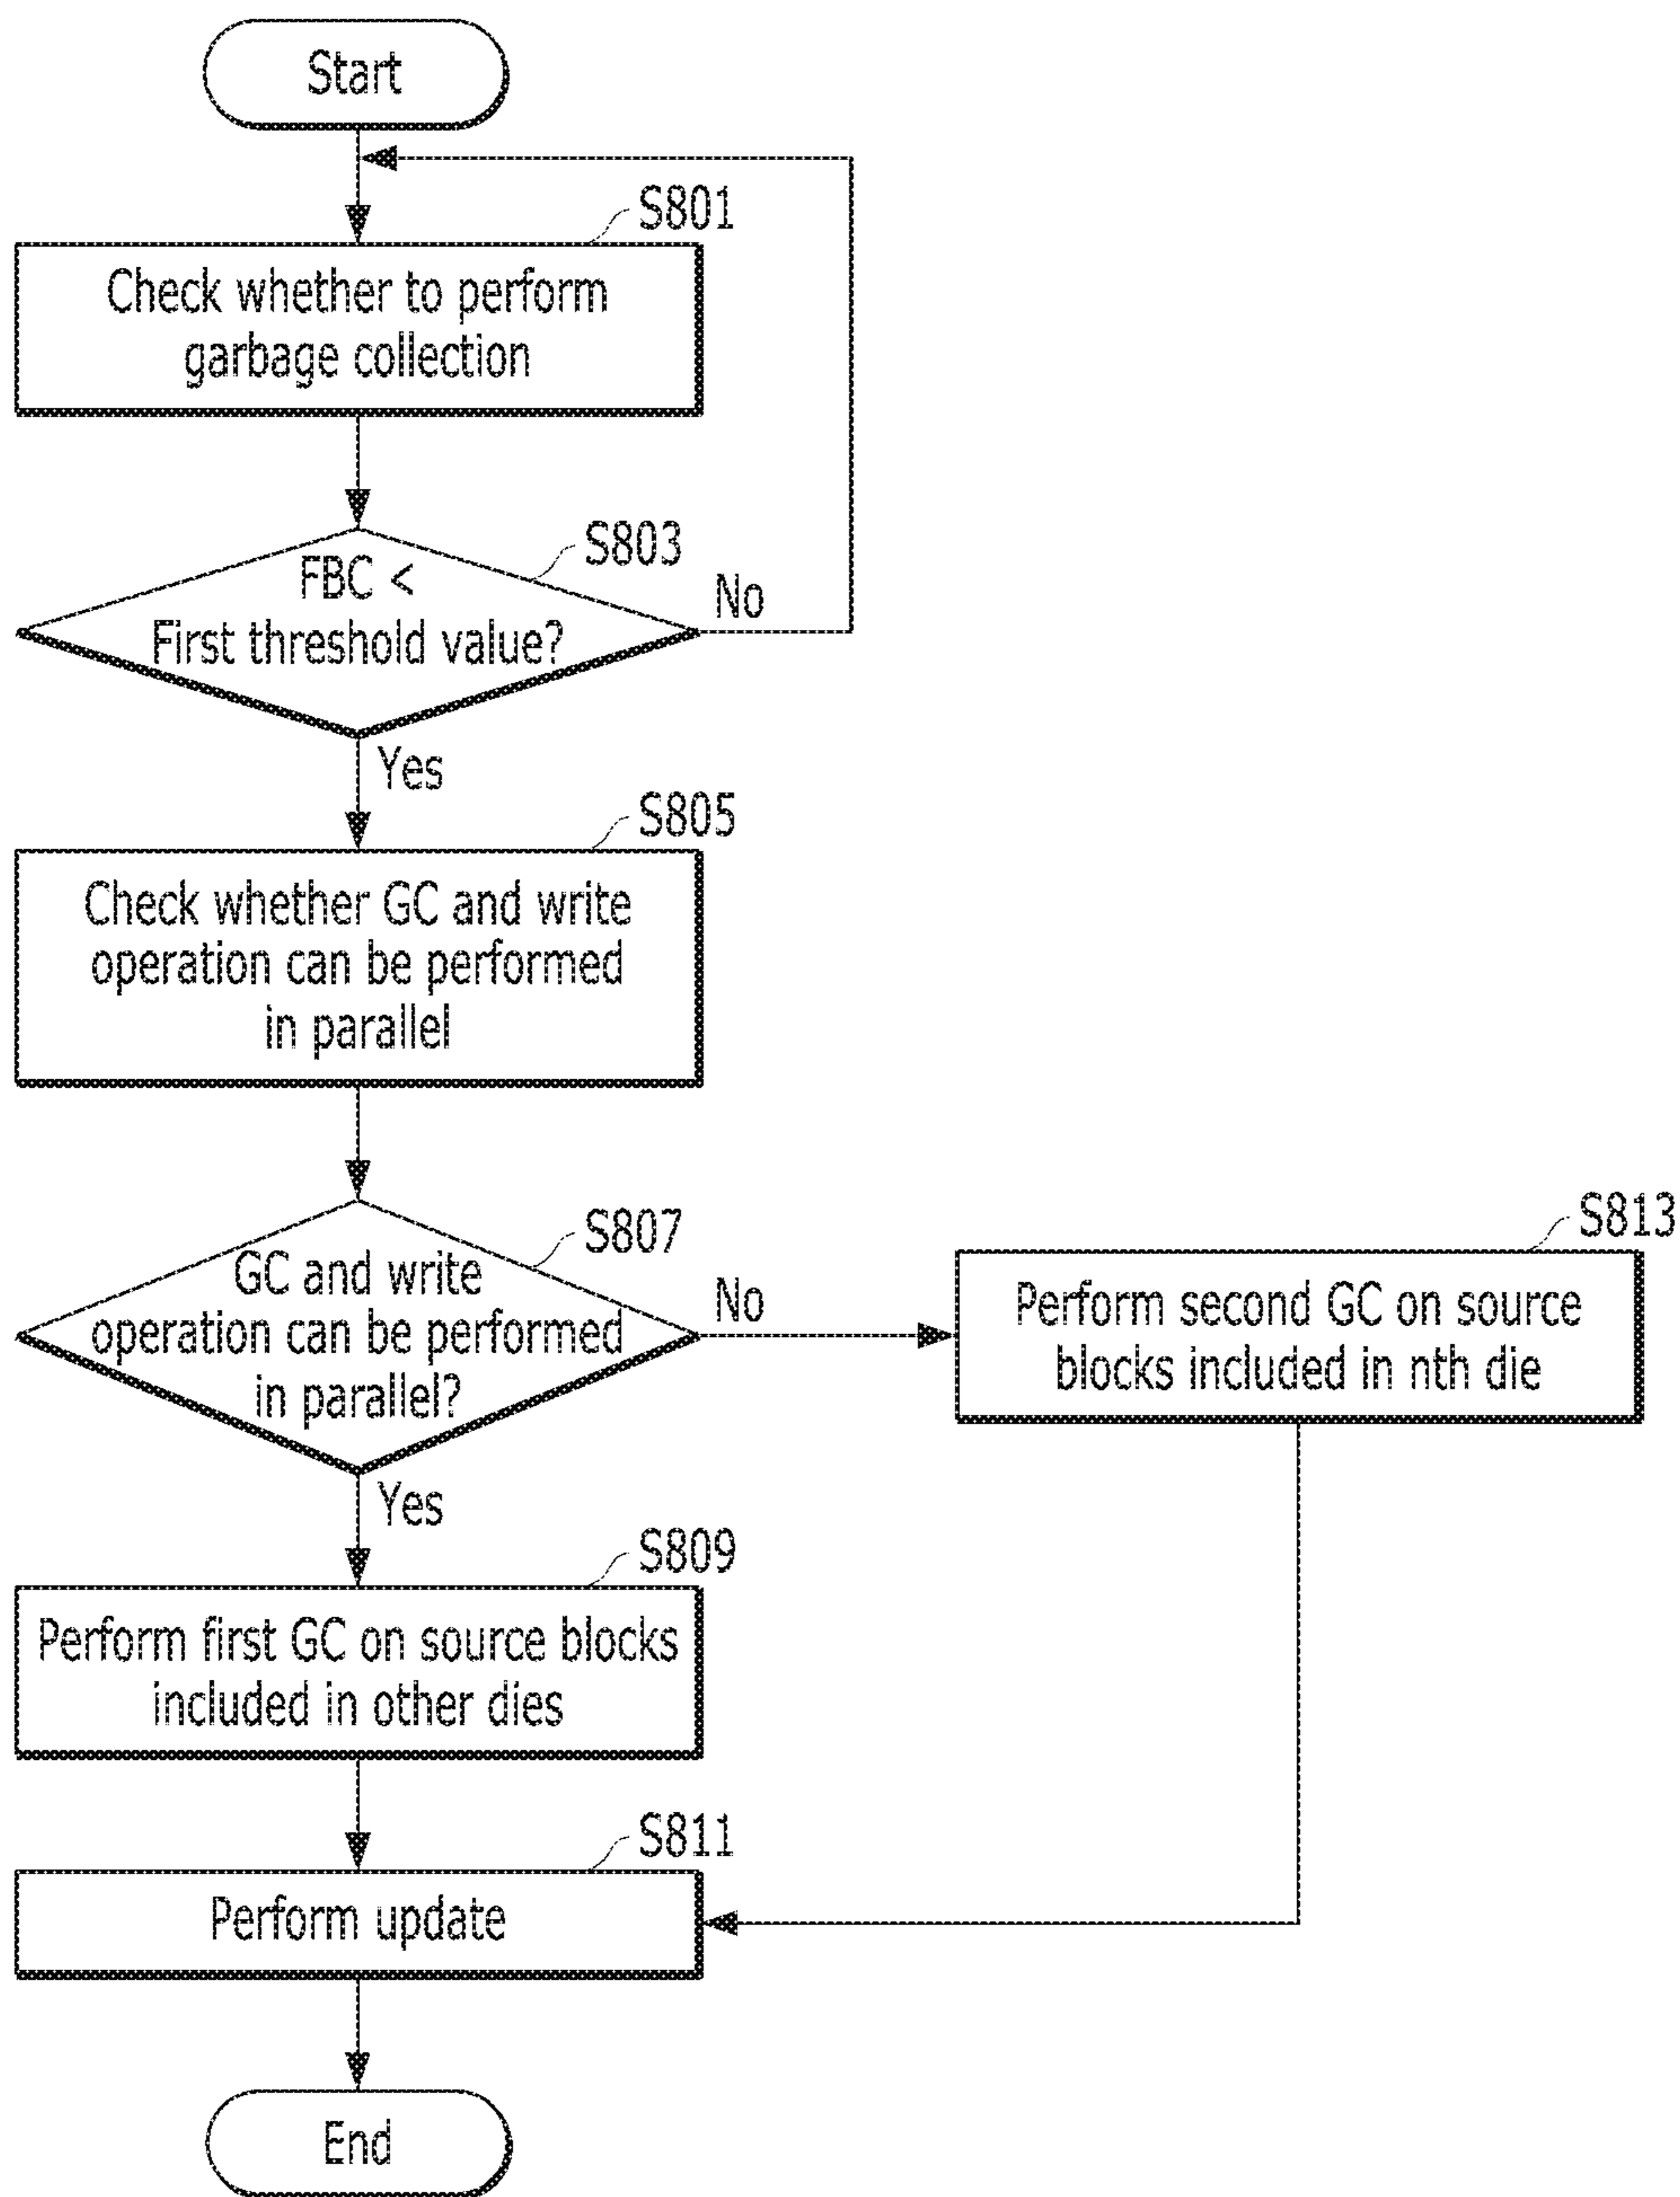 Start
S801
Check whether to perform
garbage collection
S803
FBC <
First threshold value?
No
Yes
S805
Check whether GC and write
operation can be performed
in parallel
S807
GC and write
operation can be performed
in parallel?
No
S813
Perform second GC on source
blocks included in nth die
Yes
S809
Perform first GC on source blocks
included in other dies
S811
Perform update
End